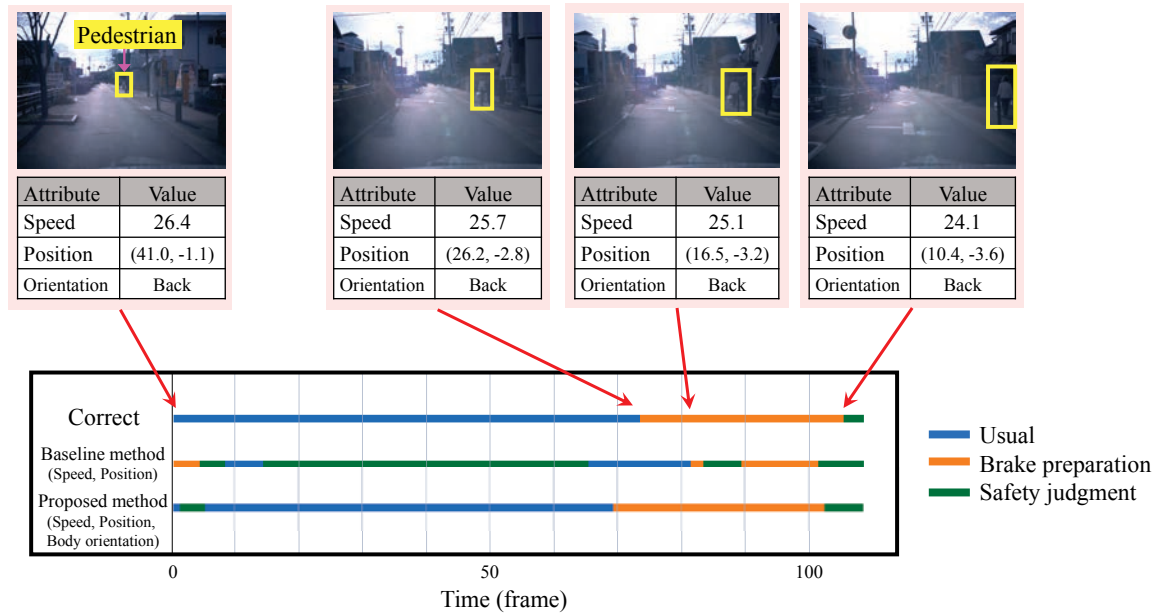 Pedestrian
Attribute Value
Speed 26.4
Position (41.0, -1.1)
Orientation Back
Attribute Value
Speed 25.7
Position (26.2, -2.8)
Orientation Back
Attribute Value
Speed 25.1
Position (16.5, -3.2)
Orientation Back
Attribute Value
Speed 24.1
Position (10.4, -3.6)
Orientation Back
Correct
Baseline method
(Speed, Position)
Proposed method
(Speed, Position,
Body orientation)
Usual
Brake preparation
Safety judgment
0 50 100
Time (frame)